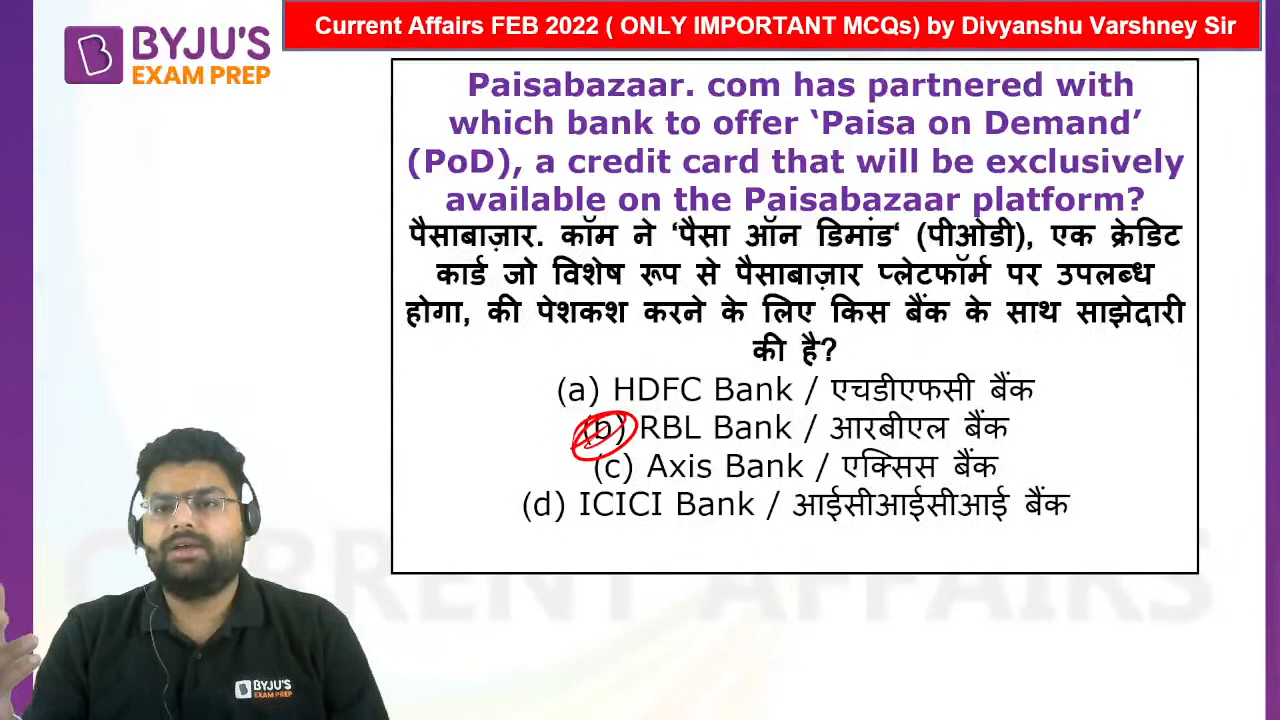 Current Affairs FEB 2022 ( ONLY IMPORTANT MCQs) by Divyanshu Varshney Sir
BYJU'S
EXAM PREP
Paisabazaar. com has partnered with
which bank to offer ‘Paisa on Demand’
(PoD), a credit card that will be exclusively
available on the Paisabazaar platform?
पैसाबाज़ार. कॉम ने ‘पैसा ऑन डिमांड‘ (पीओडी), एक क्रेडिट
कार्ड जो विशेष रूप से पैसाबाज़ार प्लेटफॉर्म पर उपलब्ध
होगा, की पेशकश करने के लिए किस बैंक के साथ साझेदारी
की है?
(a) HDFC Bank / एचडीएफसी बैंक
(b) RBL Bank / आरबीएल बैंक
(c) Axis Bank / एक्सिस बैंक
(d) ICICI Bank / आईसीआईसीआई बैंक
CURRENT AFFAIRS
BYJU'S
EXAM PREP